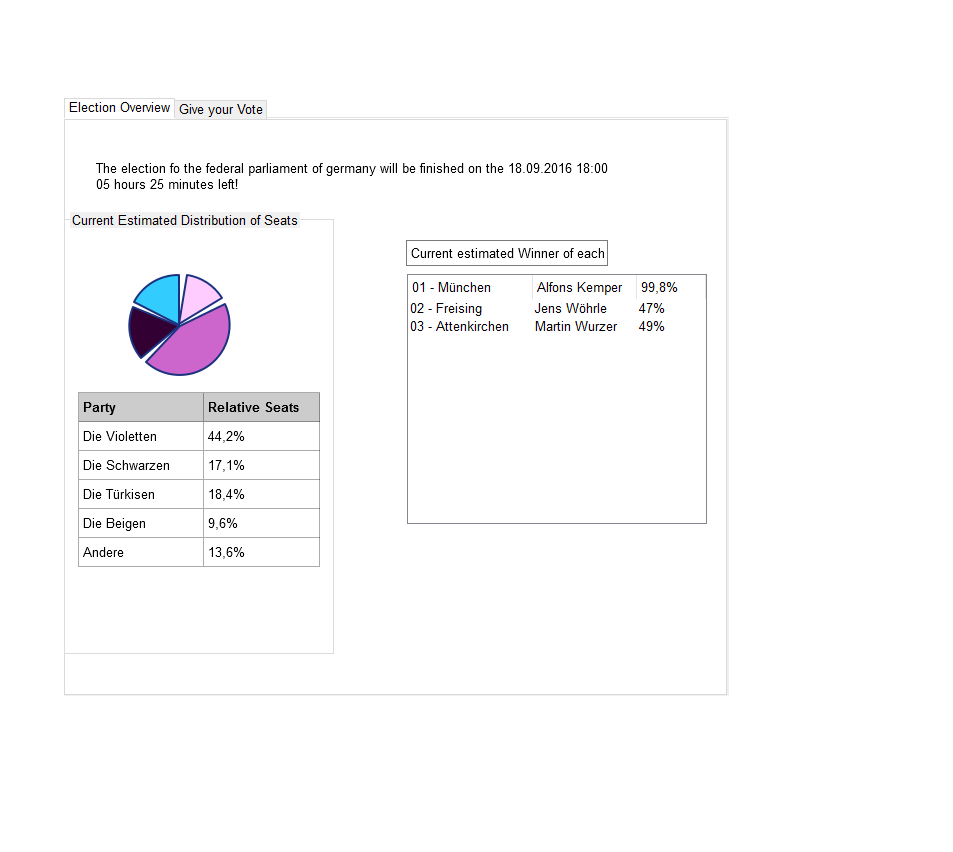 Election Overview Give your Vote
The election fo the federal parliament of germany will be finished on the 18.09.2016 18:00
05 hours 25 minutes left!
Current Estimated Distribution of Seats
Party Relative Seats
Die Violetten 44,2%
Die Schwarzen 17,1%
Die Türkisen 18,4%
Die Beigen 9,6%
Andere 13,6%
Current estimated Winner of each
01 - München Alfons Kemper 99,8%
02 - Freising Jens Wöhrle 47%
03 - Attenkirchen Martin Wurzer 49%